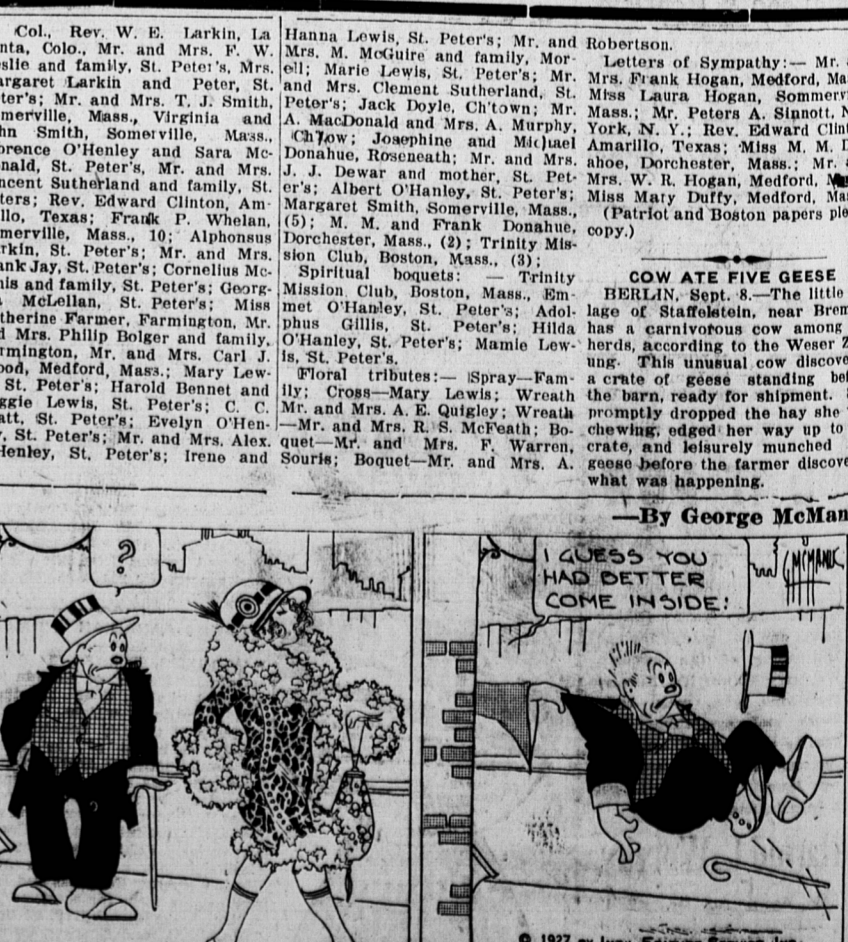 Col., Rev. W. E. Larkin, La
nta, Colo., Mr. and Mrs. F. W.
slie and family, St. Peter's, Mrs.
argaret Larkin and Peter, St.
ter's; Mr. and Mrs. T. J. Smith,
merville, Mass., Virginia and
hn Smith, Somerville, Mass.,
orence O'Henley and Sara Mc-
nald, St. Peter's, Mr. and Mrs.
ncent Sutherland and family, St.
ters; Rev. Edward Clinton, Am-
llo, Texas; Frank P. Whelan,
merville, Mass., 10; Alphonsus
rkin, St. Peter's; Mr. and Mrs.
ank Jay, St. Peter's; Cornelius Mc-
nis and family, St. Peter's; Georg-
McLellan, St. Peter's; Miss
therine Farmer, Farmington, Mr.
d Mrs. Philip Bolger and family,
rmington, Mr. and Mrs. Carl J.
ood, Medford, Mass.; Mary Lew-
St. Peter's; Harold Bennet and
ggie Lewis, St. Peter's; C. C.
att, St. Peter's; Evelyn O'Hen-
, St. Peter's; Mr. and Mrs. Alex.
Henley, St. Peter's; Irene and
Hanna Lewis, St. Peter's; Mr. and
Mrs. M. McGuire and family, Mor-
ell; Marie Lewis, St. Peter's; Mr.
and Mrs. Clement Sutherland, St.
Peter's; Jack Doyle, Ch'town; Mr.
A. MacDonald and Mrs. A. Murphy,
Josephine and Michael
Donahue, Roseneath; Mr. and Mrs.
J. J. Dewar and mother, St. Pet-
er's; Albert O'Hanley, St. Peter's;
Margaret Smith, Somerville, Mass.,
(5); M. M. and Frank Donahue,
Dorchester, Mass., (2); Trinity Mis-
sion Club, Boston, Mass., (3);
Spiritual boquets: — Trinity
Mission Club, Boston, Mass., Em-
met O'Hanley, St. Peter's; Adol-
phus Gillis, St. Peter's; Hilda
O'Hanley, St. Peter's; Mamie Lew-
is, St. Peter's.
Floral tributes:— Spray—Fam-
ily; Cross—Mary Lewis; Wreath
Mr. and Mrs. A. E. Quigley; Wreath
—Mr. and Mrs. R. S. McFeath; Bo-
quet—Mr. and Mrs. F. Warren,
Souris; Boquet—Mr. and Mrs. A.
Robertson.
Letters of Sympathy:— Mr.
Mrs. Frank Hogan, Medford, Ma
Miss Laura Hogan, Sommerv
Mass.; Mr. Peters A. Sinnott, N
York, N. Y.; Rev. Edward Clint
Amarillo, Texas; Miss M. M. D
ahoe, Dorchester, Mass.; Mr.
Mrs. W. R. Hogan, Medford,
Miss Mary Duffy, Medford, Ma
(Patriot and Boston papers ple
copy.)
COW ATE FIVE GEESE
BERLIN, Sept. 8.—The little
lage of Staffelstein, near Brem
has a carnivorous cow among
herds, according to the Weser Z
ung. This unusual cow discove
a crate of geese standing bef
the barn, ready for shipment.
promptly dropped the hay she
chewing, edged her way up to
crate, and leisurely munched
geese before the farmer discove
what was happening.
—By George McMan
?
I GUESS YOU
HAD BETTER
COME INSIDE!
G. McMANUS
© 1927